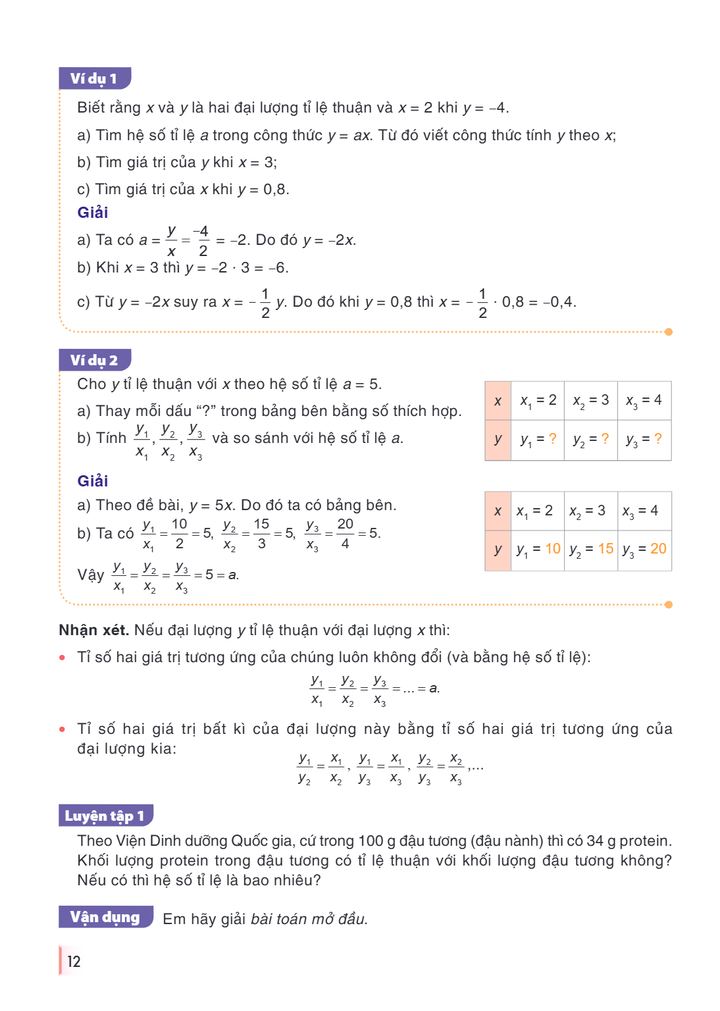 Ví dụ 1
Biết rằng x và y là hai đại lượng tỉ lệ thuận và x = 2 khi y = –4.
a) Tìm hệ số tỉ lệ a trong công thức y = ax. Từ đó viết công thức tính y theo x;
b) Tìm giá trị của y khi x = 3;
c) Tìm giá trị của x khi y = 0,8.
Giải
a) Ta có a = y/x = –4/2 = –2. Do đó y = –2x.
b) Khi x = 3 thì y = –2 · 3 = –6.
c) Từ y = –2x suy ra x = – 1/2 y. Do đó khi y = 0,8 thì x = – 1/2 · 0,8 = –0,4.
Ví dụ 2
Cho y tỉ lệ thuận với x theo hệ số tỉ lệ a = 5.
a) Thay mỗi dấu “?” trong bảng bên bằng số thích hợp.
b) Tính y₁/x₁, y₂/x₂, y₃/x₃ và so sánh với hệ số tỉ lệ a.
x x₁ = 2 x₂ = 3 x₃ = 4
y y₁ = ? y₂ = ? y₃ = ?
Giải
a) Theo đề bài, y = 5x. Do đó ta có bảng bên.
b) Ta có y₁/x₁ = 10/2 = 5, y₂/x₂ = 15/3 = 5, y₃/x₃ = 20/4 = 5.
Vậy y₁/x₁ = y₂/x₂ = y₃/x₃ = 5 = a.
x x₁ = 2 x₂ = 3 x₃ = 4
y y₁ = 10 y₂ = 15 y₃ = 20
Nhận xét. Nếu đại lượng y tỉ lệ thuận với đại lượng x thì:
• Tỉ số hai giá trị tương ứng của chúng luôn không đổi (và bằng hệ số tỉ lệ):
y₁/x₁ = y₂/x₂ = y₃/x₃ = ... = a.
• Tỉ số hai giá trị bất kì của đại lượng này bằng tỉ số hai giá trị tương ứng của
đại lượng kia:
y₁/y₂ = x₁/x₂, y₁/y₃ = x₁/x₃, y₂/y₃ = x₂/x₃,...
Luyện tập 1
Theo Viện Dinh dưỡng Quốc gia, cứ trong 100 g đậu tương (đậu nành) thì có 34 g protein.
Khối lượng protein trong đậu tương có tỉ lệ thuận với khối lượng đậu tương không?
Nếu có thì hệ số tỉ lệ là bao nhiêu?
Vận dụng Em hãy giải bài toán mở đầu.
12